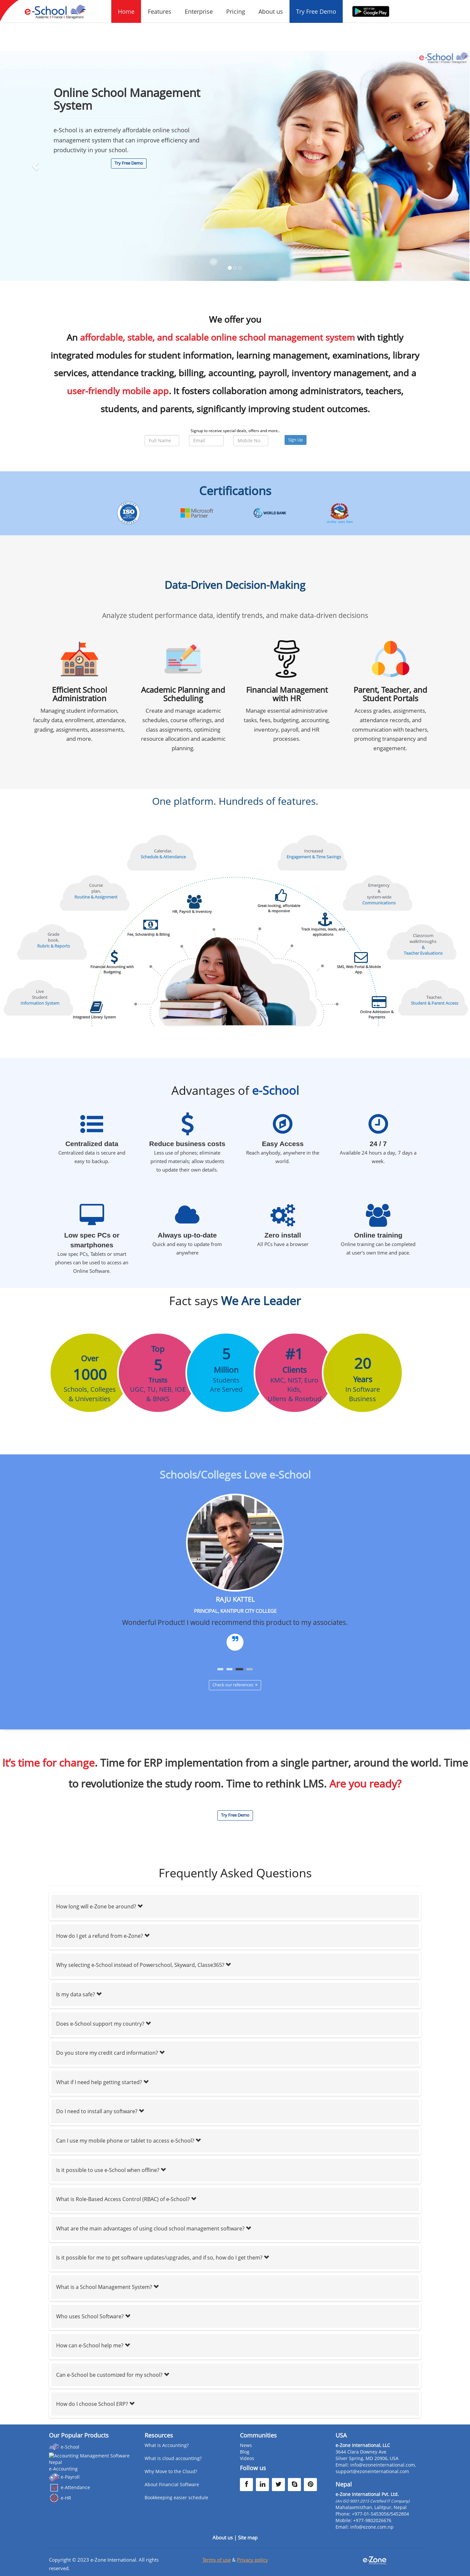 e-School
Academic & Finance Management
Home
Features
Enterprise
Pricing
About us
Try Free Demo
GET IT ON
Google Play
e-School
Online School Management
System
e-School is an extremely affordable online school
management system that can improve efficiency and
productivity in your school.
Try Free Demo
We offer you
An affordable, stable, and scalable online school management system with tightly
integrated modules for student information, learning management, examinations, library
services, attendance tracking, billing, accounting, payroll, inventory management, and a
user-friendly mobile app. It fosters collaboration among administrators, teachers,
students, and parents, significantly improving student outcomes.
Signup to receive special deals, offers and more..
Full Name
Email
Mobile No
Sign Up
Certifications
ISO
Microsoft
Partner
WORLD BANK
Data-Driven Decision-Making
Analyze student performance data, identify trends, and make data-driven decisions
Efficient School
Administration
Managing student information,
faculty data, enrollment, attendance,
grading, assignments, assessments,
and more.
Academic Planning and
Scheduling
Create and manage academic
schedules, course offerings, and
class assignments, optimizing
resource allocation and academic
planning.
Financial Management
with HR
Manage essential administrative
tasks, fees, budgeting, accounting,
inventory, payroll, and HR
processes.
Parent, Teacher, and
Student Portals
Access grades, assignments,
attendance records, and
communication with teachers,
promoting transparency and
engagement.
One platform. Hundreds of features.
Calendar,
Schedule & Attendance
Increased
Engagement & Time Savings
Course
plan,
Routine & Assignment
Emergency
&
system-wide
Communications
Grade
book,
Rubric & Reports
Classroom
walkthroughs
&
Teacher Evaluations
Live
Student
Information System
Teacher,
Student & Parent Access
HR, Payroll & Inventory
Great-looking, affordable
& responsive
Fee, Scholarship & Billing
Track inquiries, leads, and
applications
Financial Accounting with
Budgeting
SMS, Web Portal & Mobile
App.
Integrated Library System
Online Admission &
Payments
Advantages of e-School
Centralized data
Centralized data is secure and
easy to backup.
Reduce business costs
Less use of phones; eliminate
printed materials; allow students
to update their own details.
Easy Access
Reach anybody, anywhere in the
world.
24 / 7
Available 24 hours a day, 7 days a
week.
Low spec PCs or
smartphones
Low spec PCs, Tablets or smart
phones can be used to access an
Online Software.
Always up-to-date
Quick and easy to update from
anywhere
Zero install
All PCs have a browser
Online training
Online training can be completed
at user's own time and pace.
Fact says We Are Leader
Over
1000
Schools, Colleges
& Universities
Top
5
Trusts
UGC, TU, NEB, IOE
& BNKS
5
Million
Students
Are Served
#1
Clients
KMC, NIST, Euro
Kids,
Ullens & Rosebud
20
Years
In Software
Business
Schools/Colleges Love e-School
RAJU KATTEL
PRINCIPAL, KANTIPUR CITY COLLEGE
Wonderful Product! I would recommend this product to my associates.
Check our references
It's time for change. Time for ERP implementation from a single partner, around the world. Time
to revolutionize the study room. Time to rethink LMS. Are you ready?
Try Free Demo
Frequently Asked Questions
How long will e-Zone be around?
How do I get a refund from e-Zone?
Why selecting e-School instead of Powerschool, Skyward, Classe365?
Is my data safe?
Does e-School support my country?
Do you store my credit card information?
What if I need help getting started?
Do I need to install any software?
Can I use my mobile phone or tablet to access e-School?
Is it possible to use e-School when offline?
What is Role-Based Access Control (RBAC) of e-School?
What are the main advantages of using cloud school management software?
Is it possible for me to get software updates/upgrades, and if so, how do I get them?
What is a School Management System?
Who uses School Software?
How can e-School help me?
Can e-School be customized for my school?
How do I choose School ERP?
Our Popular Products
e-School
Accounting Management Software
Nepal
e-Accounting
e-Payroll
e-Attendance
e-HR
Resources
What is Accounting?
What is cloud accounting?
Why Move to the Cloud?
About Financial Software
Bookkeeping easier schedule
Communities
News
Blog
Videos
Follow us
USA
e-Zone International, LLC
3644 Clara Downey Ave
Silver Spring, MD 20906, USA
Email: info@ezoneinternational.com,
support@ezoneinternational.com
Nepal
e-Zone International Pvt. Ltd.
(An ISO 9001:2015 Certified IT Company)
Mahalaxmisthan, Lalitpur, Nepal
Phone: +977-01-5453056/5452804
Mobile: +977-9802026676
Email: info@ezone.com.np
About us | Site map
Copyright © 2023 e-Zone International. All rights
reserved.
Terms of use & Privacy policy
e-Zone